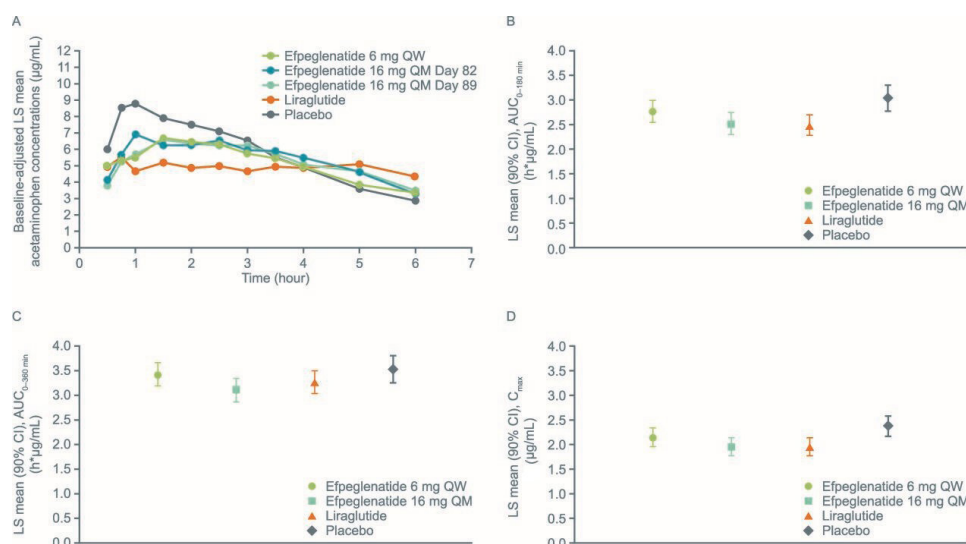 A
Baseline-adjusted LS mean
acetaminophen concentrations (µg/mL)
12
11
10
9
8
7
6
5
4
3
2
1
0
Efpeglenatide 6 mg QW
Efpeglenatide 16 mg QM Day 82
Efpeglenatide 16 mg QM Day 89
Liraglutide
Placebo
0 1 2 3 4 5 6 7
Time (hour)
B
LS mean (90% CI), AUC0–180 min
(h*µg/mL)
4.0
3.5
3.0
2.5
2.0
1.5
1.0
0.5
0.0
Efpeglenatide 6 mg QW
Efpeglenatide 16 mg QM
Liraglutide
Placebo
C
LS mean (90% CI), AUC0–360 min
(h*µg/mL)
4.0
3.5
3.0
2.5
2.0
1.5
1.0
0.5
0.0
Efpeglenatide 6 mg QW
Efpeglenatide 16 mg QM
Liraglutide
Placebo
D
LS mean (90% CI), Cmax
(µg/mL)
4.0
3.5
3.0
2.5
2.0
1.5
1.0
0.5
0.0
Efpeglenatide 6 mg QW
Efpeglenatide 16 mg QM
Liraglutide
Placebo